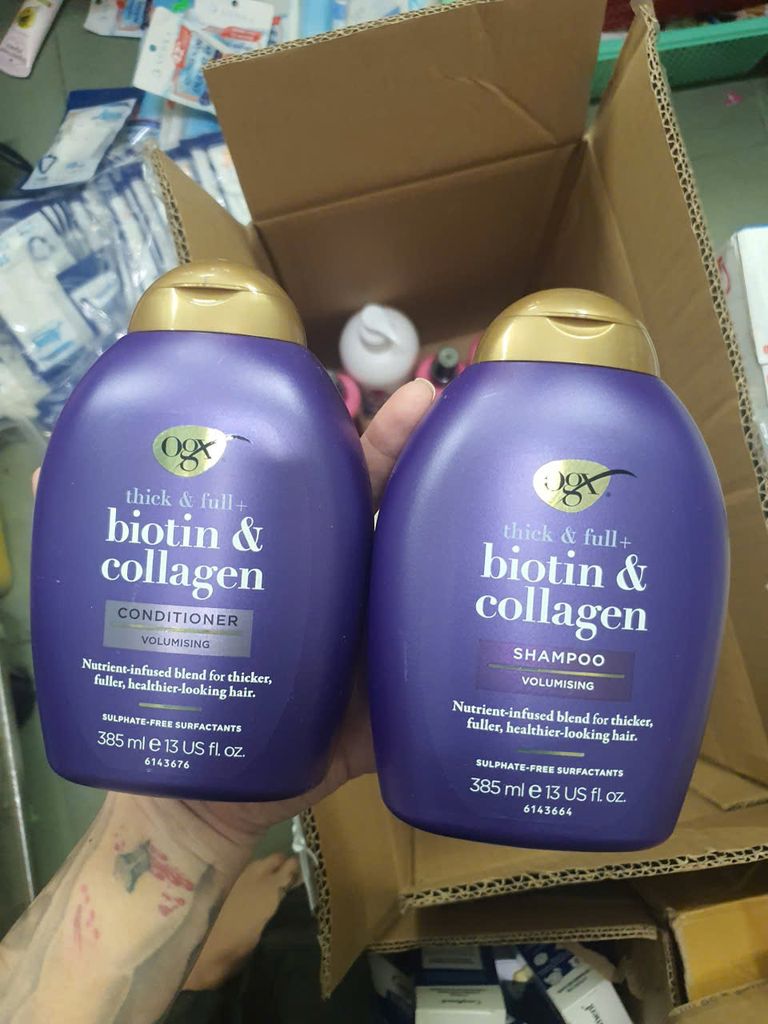 ogx
thick & full+
biotin &
collagen
CONDITIONER
VOLUMISING
Nutrient-infused blend for thicker,
fuller, healthier-looking hair.
SULPHATE-FREE SURFACTANTS
385 ml e 13 US fl. oz.
6143676
ogx
thick & full+
biotin &
collagen
SHAMPOO
VOLUMISING
Nutrient-infused blend for thicker,
fuller, healthier-looking hair.
SULPHATE-FREE SURFACTANTS
385 ml e 13 US fl. oz.
6143664